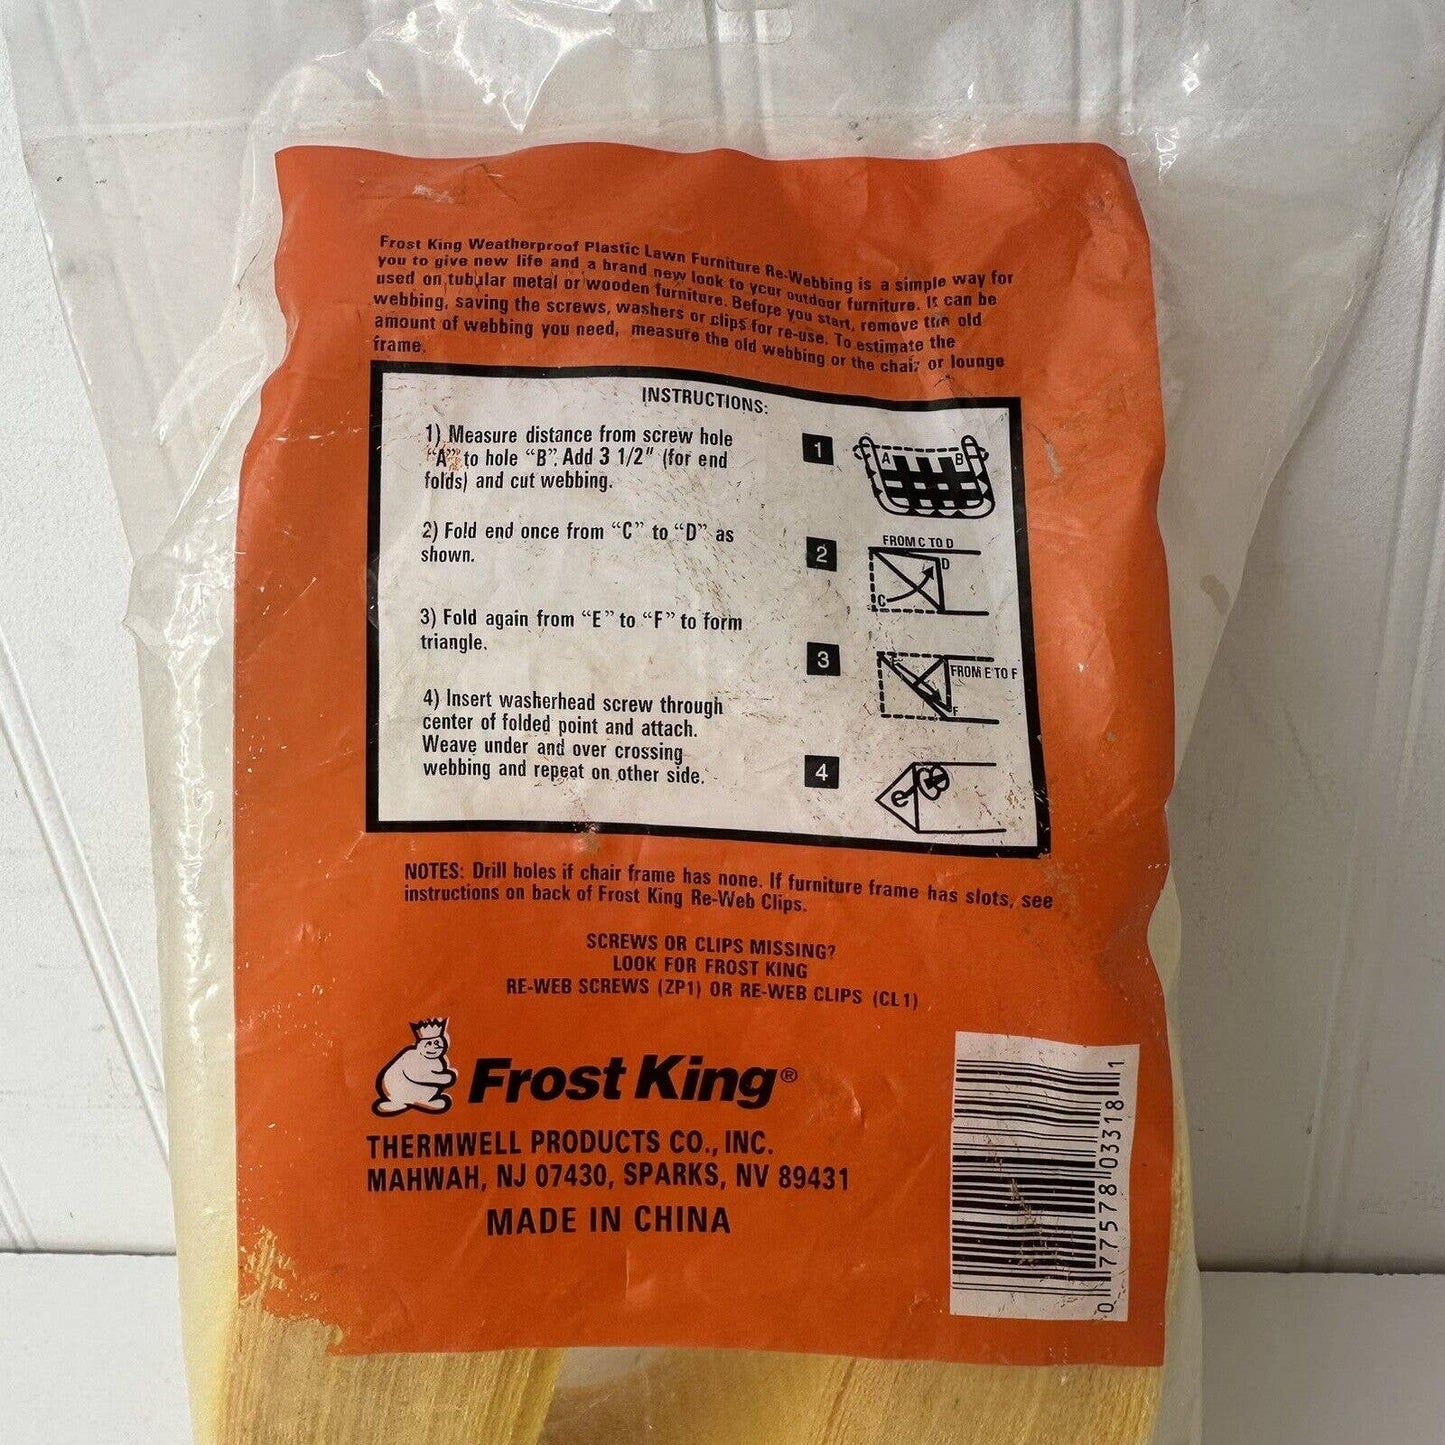 Frost King Weatherproof Plastic Lawn Furniture Re-Webbing is a simple way for
you to give new life and a brand new look to your outdoor furniture. It can be
used on tubular metal or wooden furniture. Before you start, remove the old
webbing, saving the screws, washers or clips for re-use. To estimate the
amount of webbing you need, measure the old webbing or the chair or lounge
frame.
INSTRUCTIONS:
1) Measure distance from screw hole
"A" to hole "B". Add 3 1/2" (for end
folds) and cut webbing.
1
A B
2) Fold end once from "C" to "D" as
shown.
2
FROM C TO D
D
C
3) Fold again from "E" to "F" to form
triangle.
3
E
FROM E TO F
F
4) Insert washerhead screw through
center of folded point and attach.
Weave under and over crossing
webbing and repeat on other side.
4
NOTES: Drill holes if chair frame has none. If furniture frame has slots, see
instructions on back of Frost King Re-Web Clips.
SCREWS OR CLIPS MISSING?
LOOK FOR FROST KING
RE-WEB SCREWS (ZP1) OR RE-WEB CLIPS (CL1)
Frost King®
THERMWELL PRODUCTS CO., INC.
MAHWAH, NJ 07430, SPARKS, NV 89431
MADE IN CHINA
0 77578 03318 1